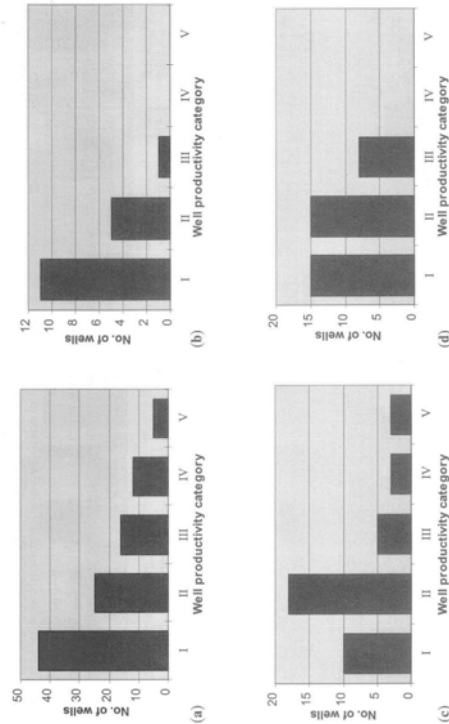 No. of wells
50
40
30
20
10
0
I II III IV V
Well productivity category
(a)
No. of wells
12
10
8
6
4
2
0
I II III IV V
Well productivity category
(b)
No. of wells
20
15
10
5
0
I II III IV V
Well productivity category
(c)
No. of wells
20
15
10
5
0
I II III IV V
Well productivity category
(d)